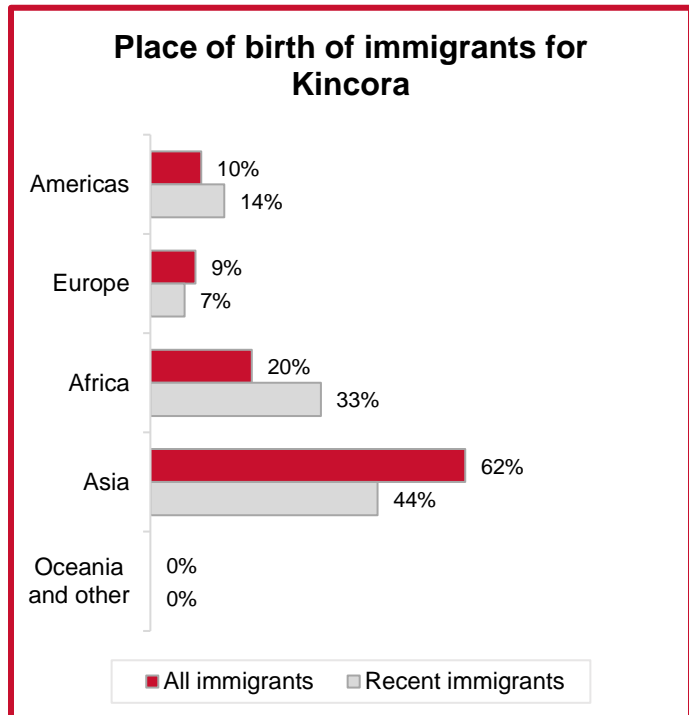 Place of birth of immigrants for
Kincora
Americas
10%
14%
Europe
9%
7%
Africa
20%
33%
Asia
62%
44%
Oceania
and other
0%
0%
All immigrants
Recent immigrants